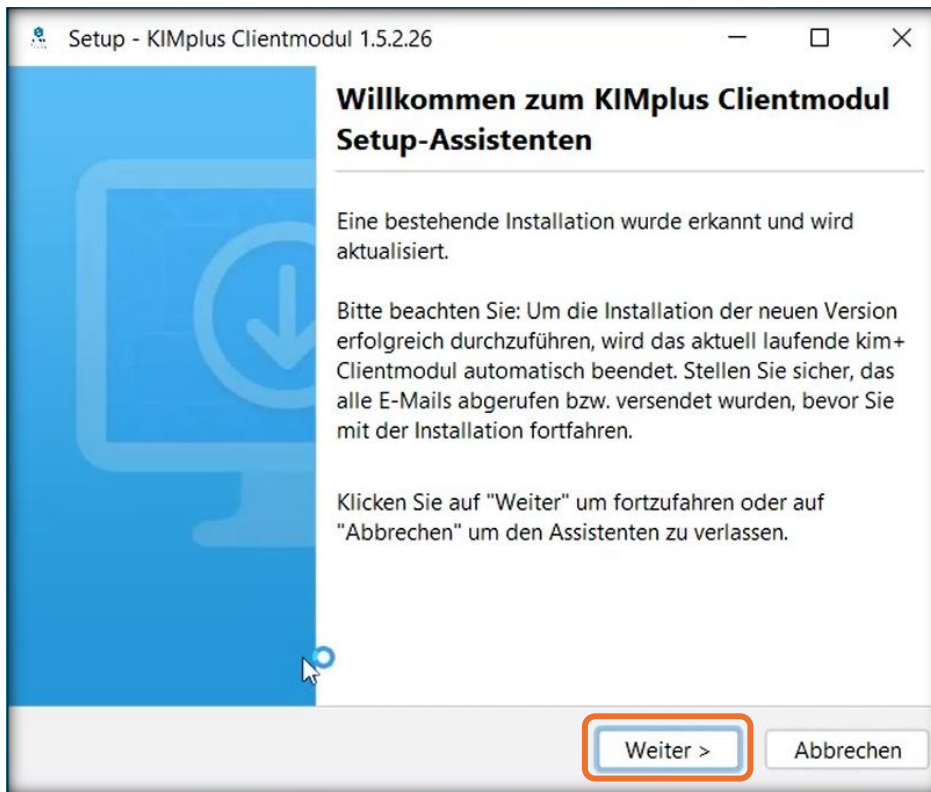 Setup - KIMplus Clientmodul 1.5.2.26
Willkommen zum KIMplus Clientmodul
Setup-Assistenten
Eine bestehende Installation wurde erkannt und wird
aktualisiert.
Bitte beachten Sie: Um die Installation der neuen Version
erfolgreich durchzuführen, wird das aktuell laufende kim+
Clientmodul automatisch beendet. Stellen Sie sicher, das
alle E-Mails abgerufen bzw. versendet wurden, bevor Sie
mit der Installation fortfahren.
Klicken Sie auf "Weiter" um fortzufahren oder auf
"Abbrechen" um den Assistenten zu verlassen.
Weiter >
Abbrechen